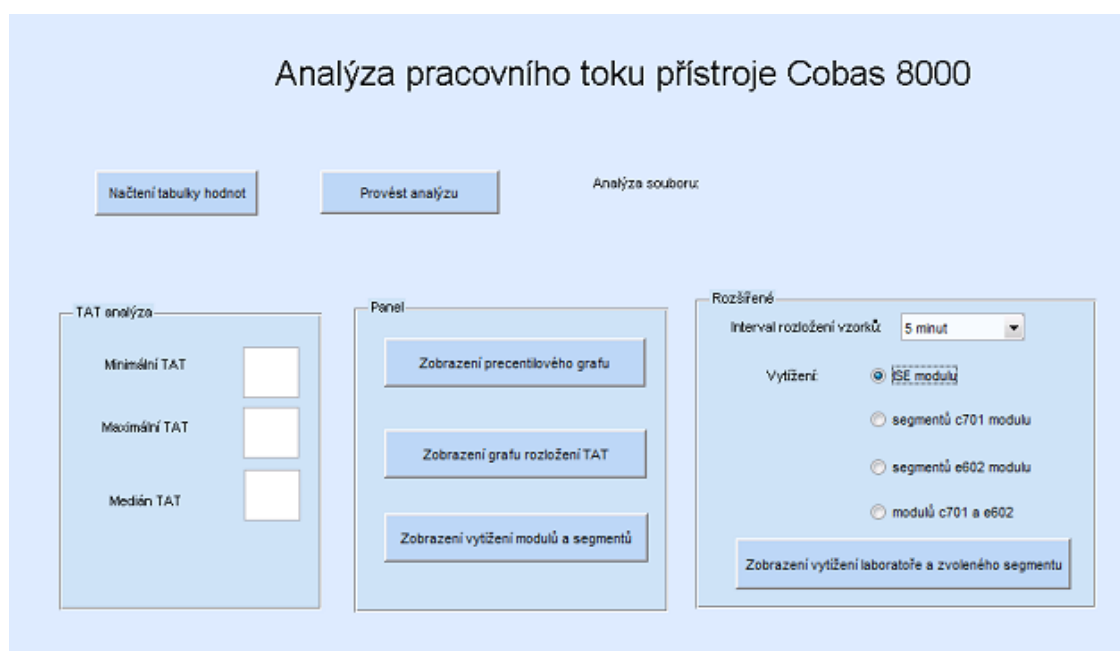 Analýza pracovního toku přístroje Cobas 8000
Načtení tabulky hodnot
Provést analýzu
Analýza souboru:
TAT analýza
Minimální TAT
Maximální TAT
Medián TAT
Panel
Zobrazení precentilového grafu
Zobrazení grafu rozložení TAT
Zobrazení vytížení modulů a segmentů
Rozšířené
Interval rozložení vzorků:
5 minut
Vytížení:
ISE modulu
segmentů c701 modulu
segmentů e602 modulu
modulů c701 a e602
Zobrazení vytížení laboratoře a zvoleného segmentu